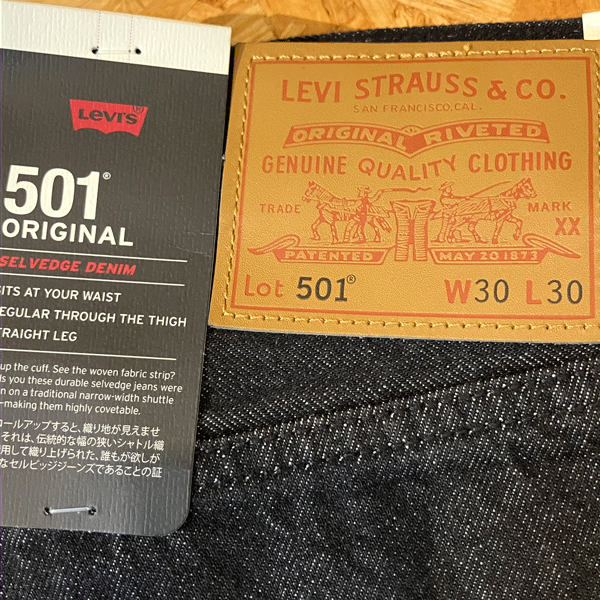 LEVI'S
501®
ORIGINAL
SELVEDGE DENIM
SITS AT YOUR WAIST
REGULAR THROUGH THE THIGH
STRAIGHT LEG
up the cuff. See the woven fabric strip?
you these durable selvedge jeans were
on a traditional narrow-width shuttle
—making them highly covetable.
ロールアップすると、織り地が見えませ
それは、伝統的な幅の狭いシャトル織
用して織り上げられた、誰もが欲しが
なセルビッジジーンズであることの証
LEVI STRAUSS & CO.
SAN FRANCISCO, CAL.
ORIGINAL RIVETED
GENUINE QUALITY CLOTHING
TRADE MARK
XX
PATENTED MAY 20 1873
Lot 501® W30 L30